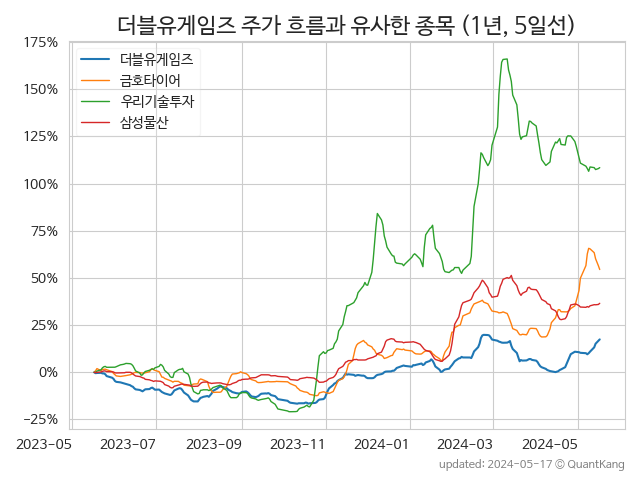 더블유게임즈 주가 흐름과 유사한 종목 (1년, 5일선)
175%
150%
125%
100%
75%
50%
25%
0%
−25%
더블유게임즈
금호타이어
우리기술투자
삼성물산
2023-05
2023-07
2023-09
2023-11
2024-01
2024-03
2024-05
updated: 2024-05-17 © QuantKang